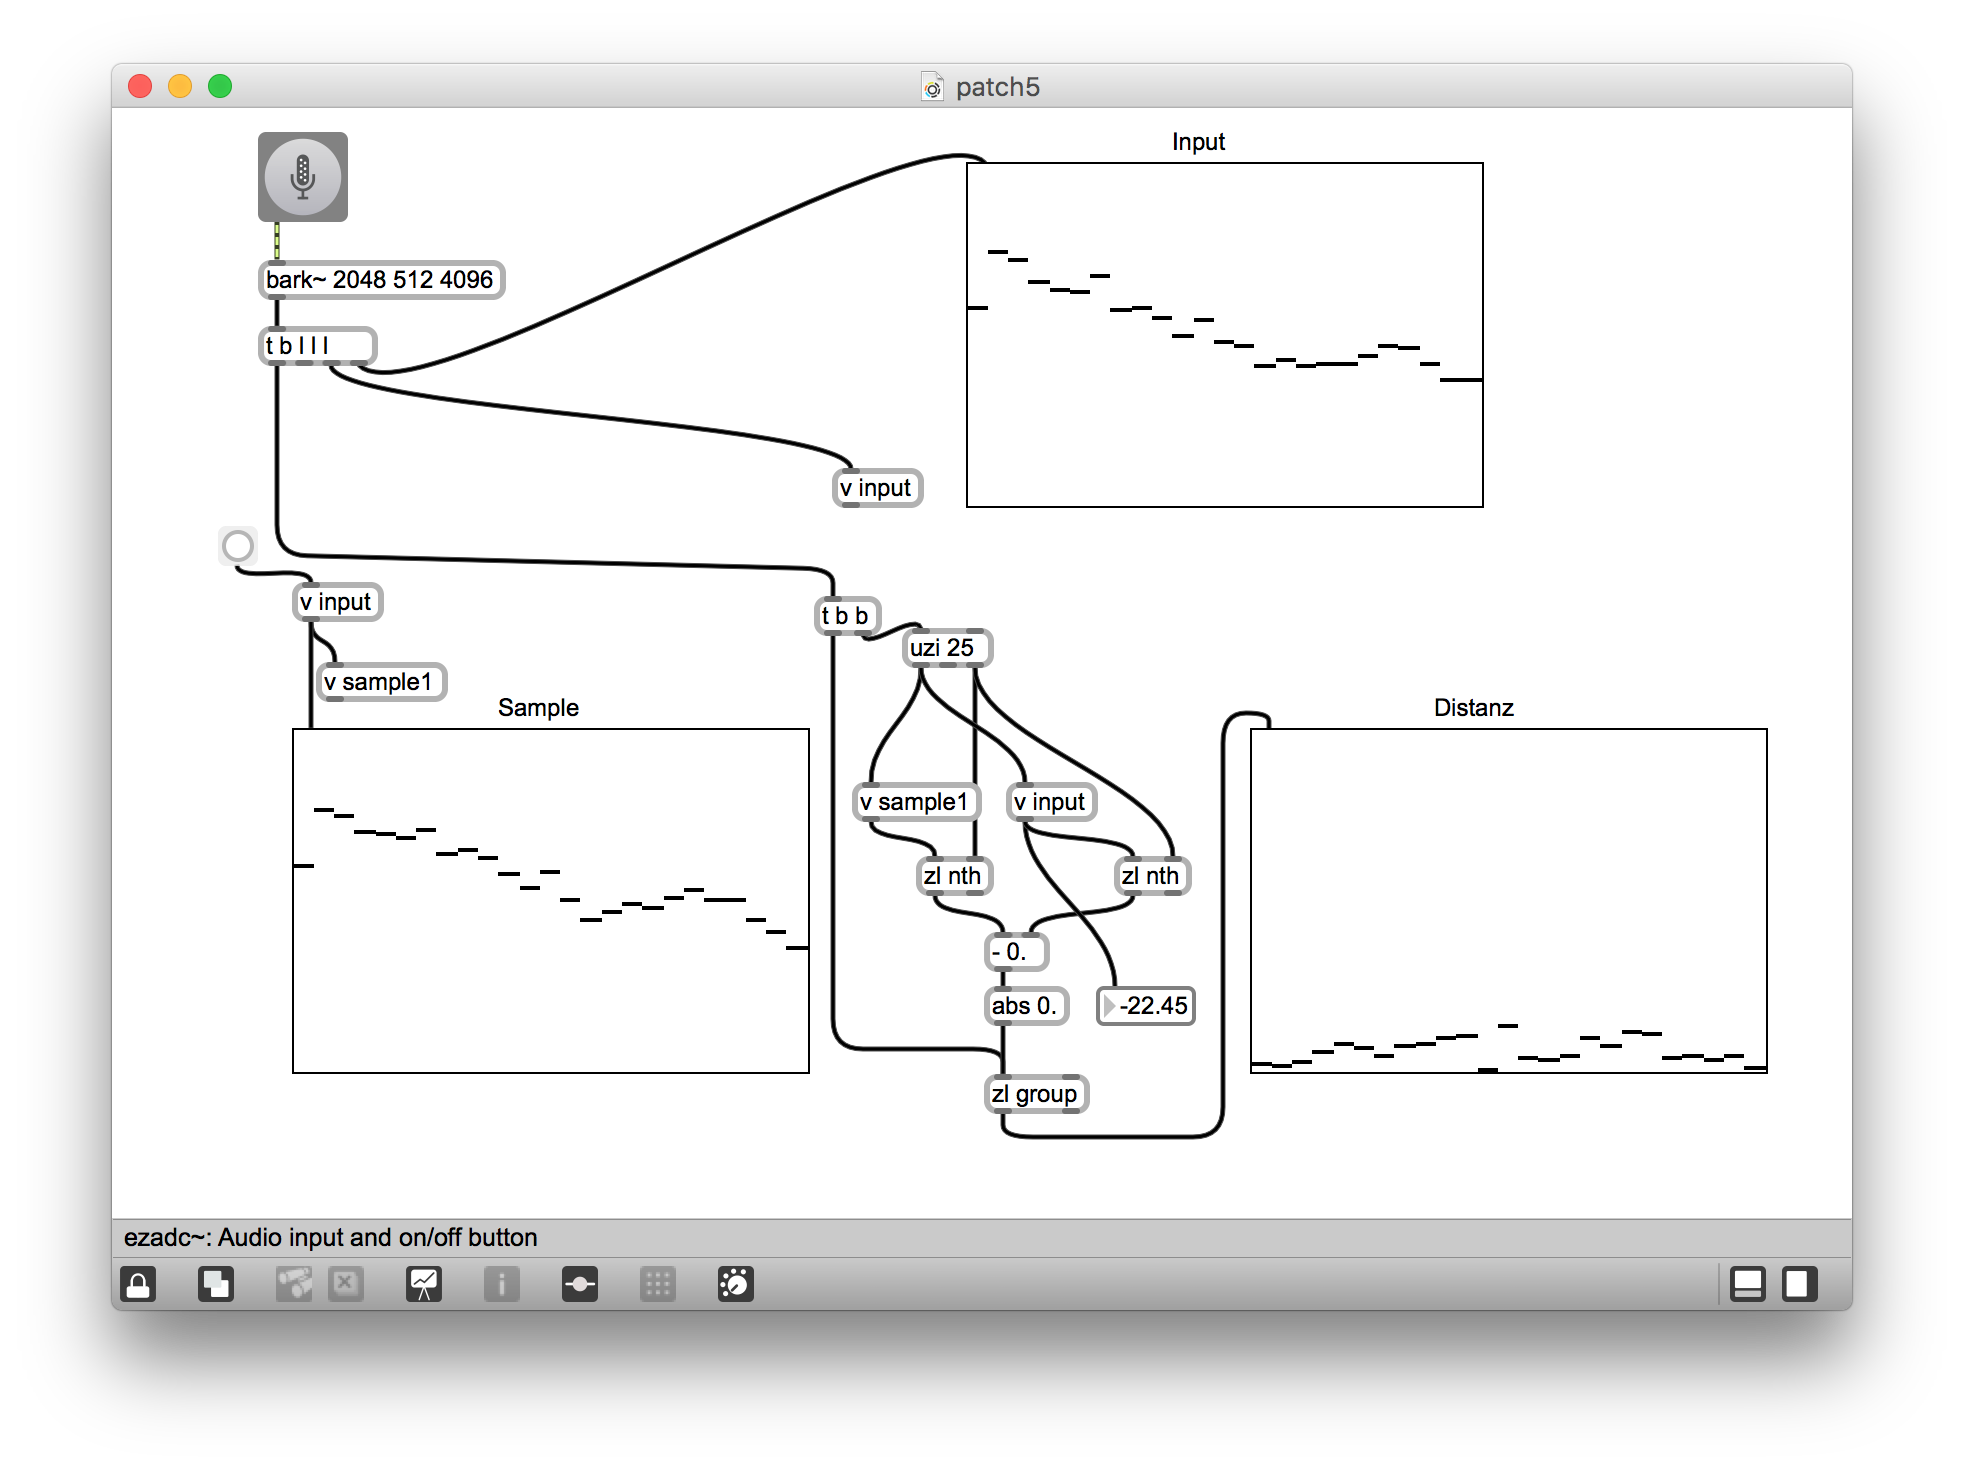 patch5
Input
bark~ 2048 512 4096
t b l l l
v input
v input
t b b
uzi 25
v sample1
Sample
Distanz
v sample1
v input
zl nth
zl nth
- 0.
abs 0.
-22.45
zl group
ezadc~: Audio input and on/off button